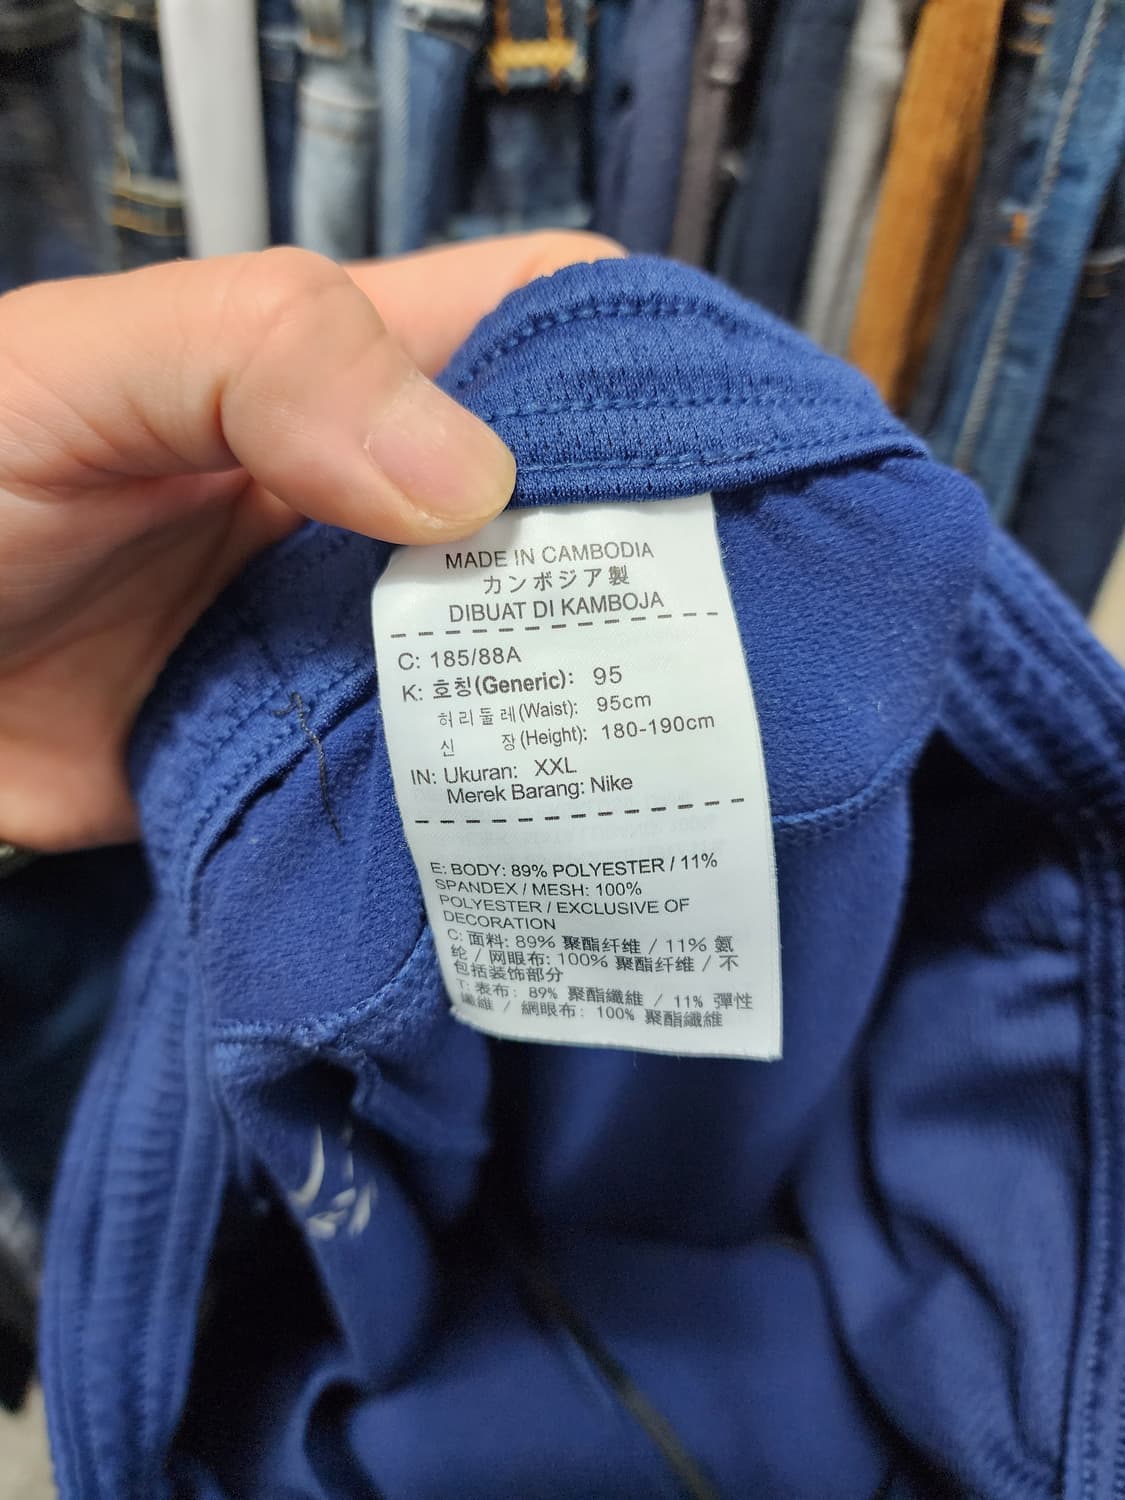 MADE IN CAMBODIA
カンボジア製
DIBUAT DI KAMBOJA
C: 185/88A
K: 호칭(Generic): 95
허리둘레(Waist): 95cm
신 장(Height): 180-190cm
IN: Ukuran: XXL
Merek Barang: Nike
E: BODY: 89% POLYESTER / 11%
SPANDEX / MESH: 100%
POLYESTER / EXCLUSIVE OF
DECORATION
C: 面料: 89% 聚酯纤维 / 11% 氨
纶 / 网眼布: 100% 聚酯纤维 / 不
包括装饰部分
T: 表布: 89% 聚酯纖維 / 11% 彈性
纖維 / 網眼布: 100% 聚酯纖維